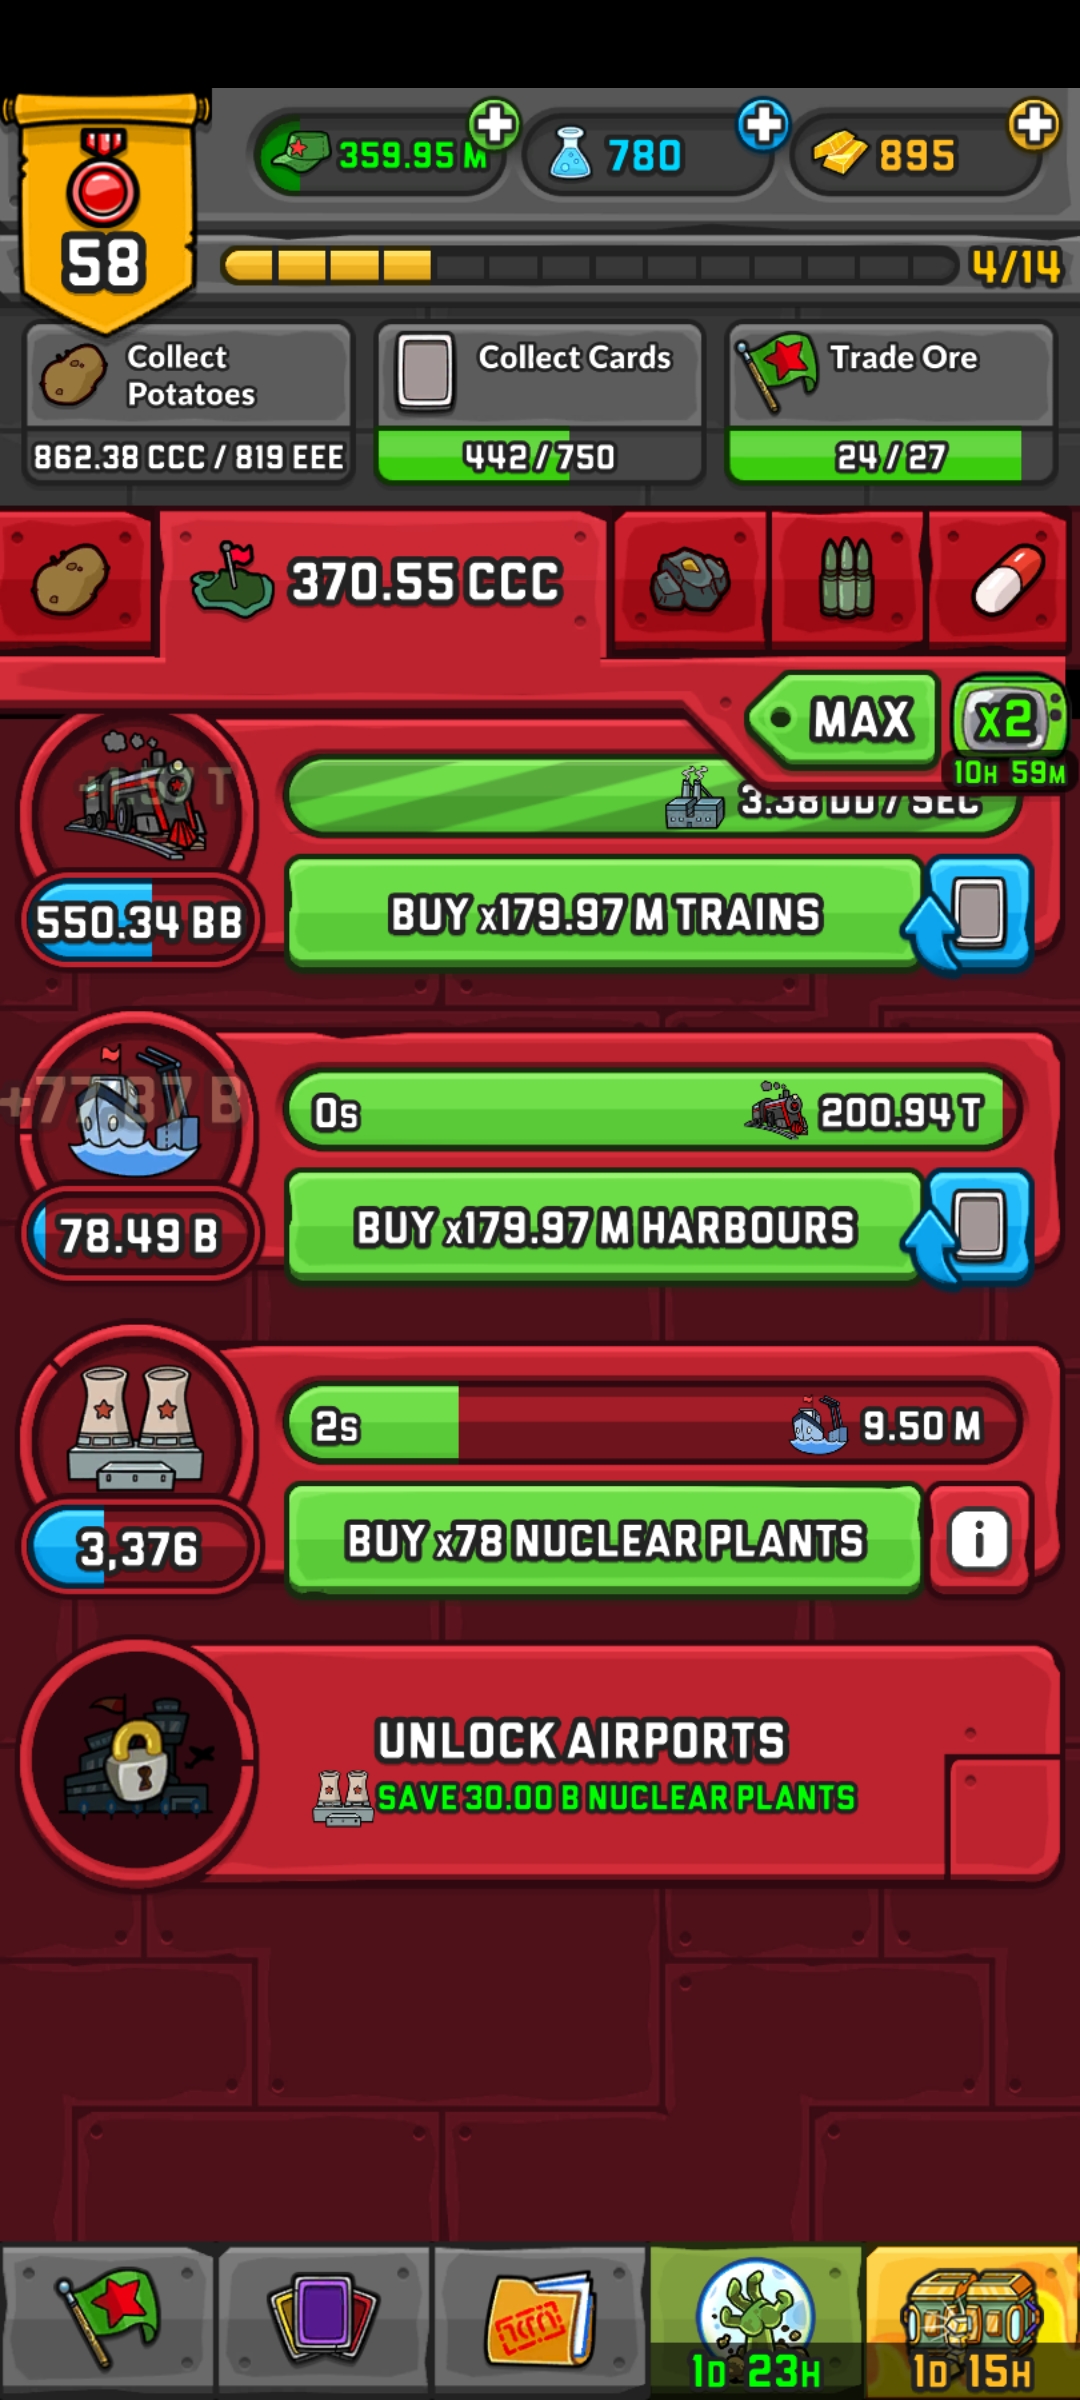 58
359.95 M
780
895
4/14
Collect
Potatoes
862.38 CCC / 819 EEE
Collect Cards
442/750
Trade Ore
24/27
370.55 CCC
MAX
x2
10H 59M
3.38 DD / SEC
550.34 BB
BUY x179.97 M TRAINS
+77.87 B
0s
200.94 T
78.49 B
BUY x179.97 M HARBOURS
2s
9.50 M
3,376
BUY x78 NUCLEAR PLANTS
i
UNLOCK AIRPORTS
SAVE 30.00 B NUCLEAR PLANTS
1D 23H
1D 15H